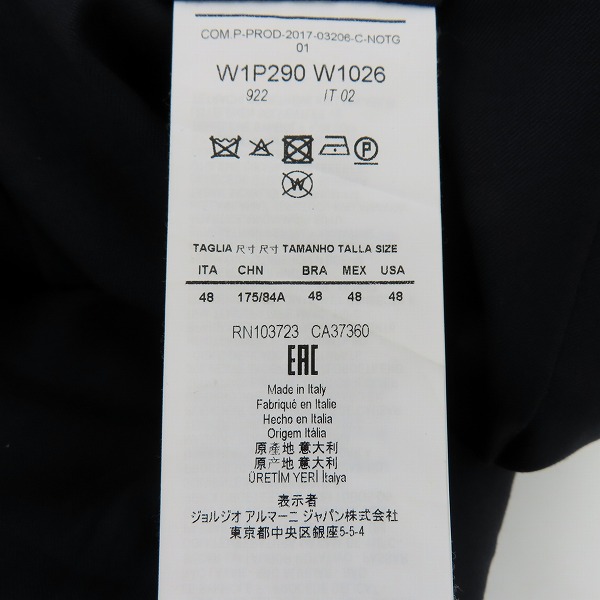 COM.P-PROD-2017-03206-C-NOTG
01
W1P290 W1026
922 IT 02
P
W
TAGLIA 尺寸 尺寸 TAMANHO TALLA SIZE
ITA CHN BRA MEX USA
48 175/84A 48 48 48
RN103723 CA37360
EAC
Made in Italy
Fabriqué en Italie
Hecho en Italia
Origem Itália
原產地 意大利
原产地 意大利
ÜRETİM YERİ İtalya
表示者
ジョルジオ アルマーニ ジャパン株式会社
東京都中央区銀座5-5-4